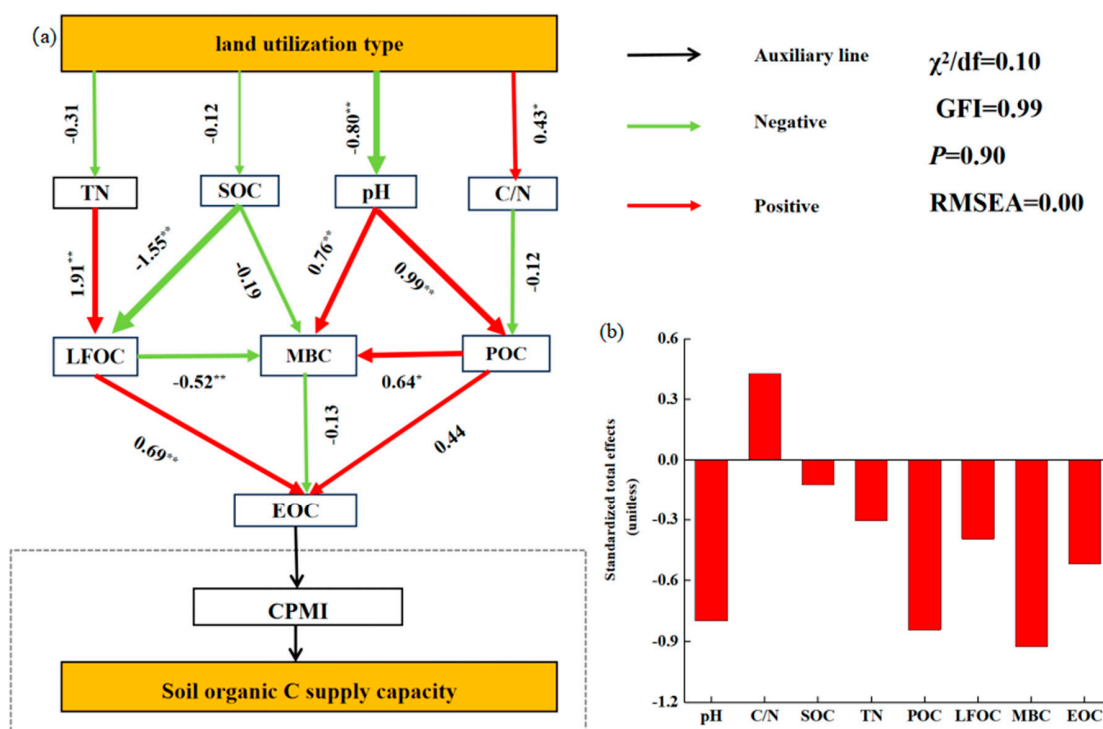 (a)
land utilization type
-0.31
-0.12
-0.80**
0.43*
TN
SOC
pH
C/N
1.91**
-1.55**
-0.19
0.76**
0.99**
-0.12
LFOC
MBC
POC
-0.52**
0.64*
0.69**
-0.13
0.44
EOC
CPMI
Soil organic C supply capacity
Auxiliary line
Negative
Positive
χ²/df=0.10
GFI=0.99
P=0.90
RMSEA=0.00
(b)
Standardized total effects
(unitless)
0.6
0.3
0.0
-0.3
-0.6
-0.9
-1.2
pH C/N SOC TN POC LFOC MBC EOC